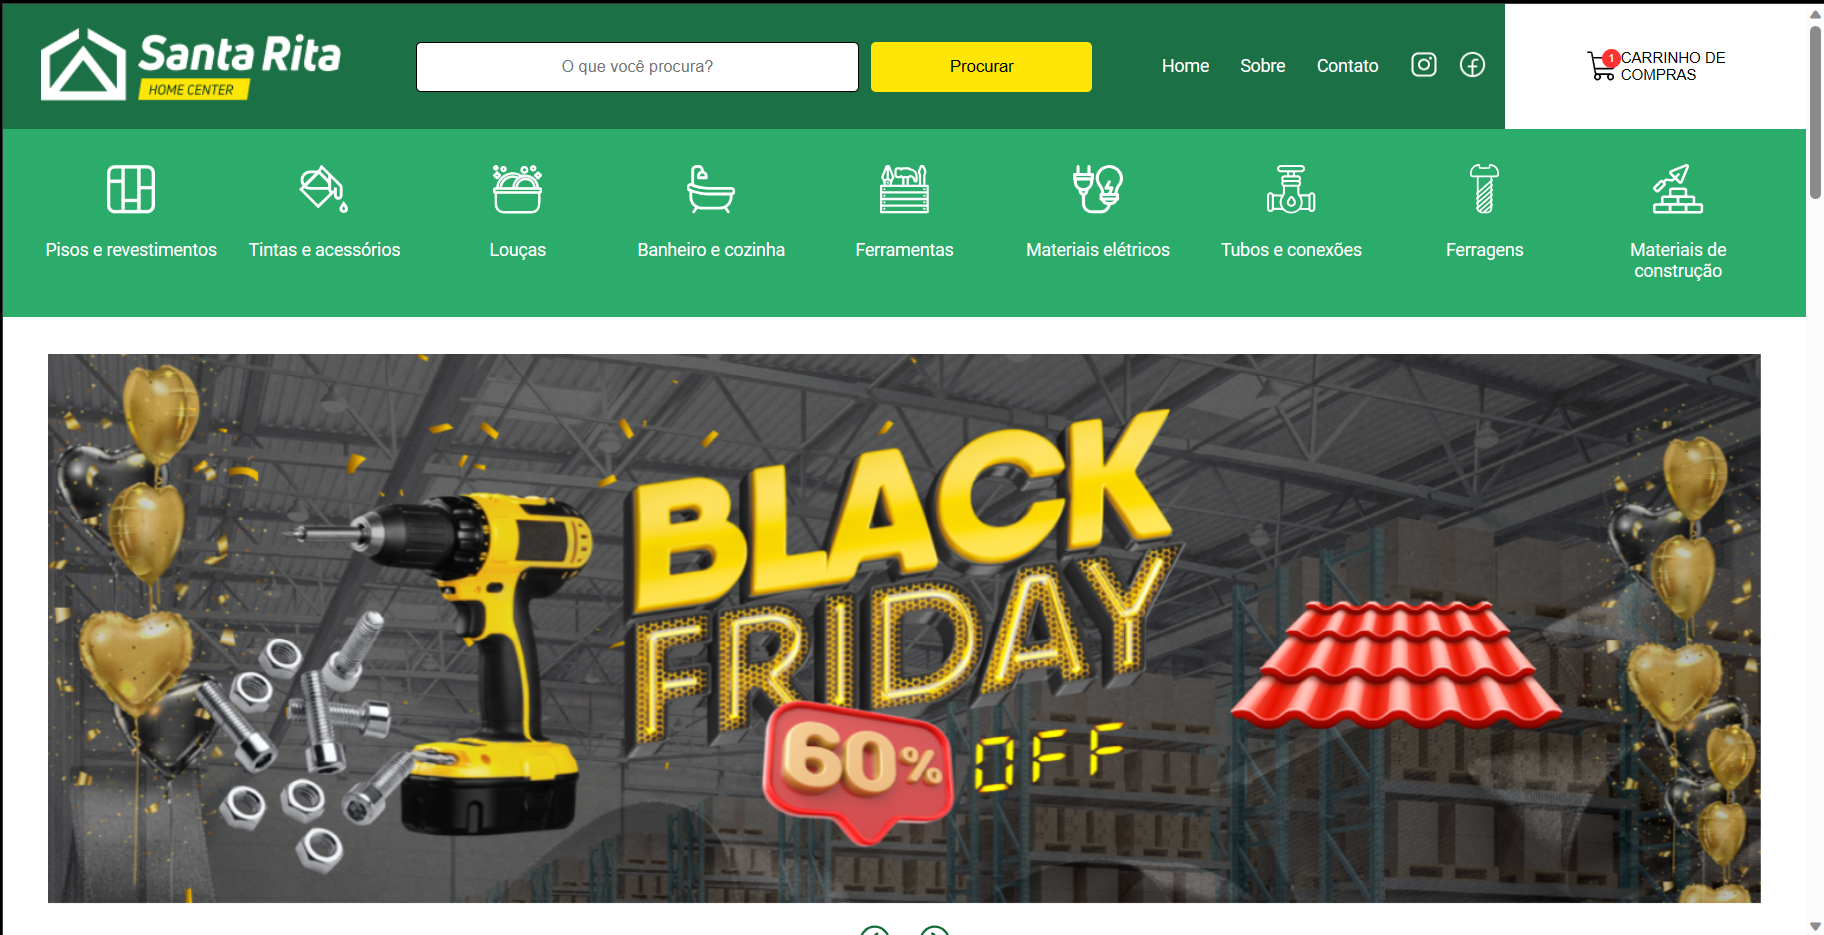 Santa Rita
HOME CENTER
O que você procura?
Procurar
Home
Sobre
Contato
1
CARRINHO DE
COMPRAS
Pisos e revestimentos
Tintas e acessórios
Louças
Banheiro e cozinha
Ferramentas
Materiais elétricos
Tubos e conexões
Ferragens
Materiais de
construção
BLACK
FRIDAY
60%
OFF